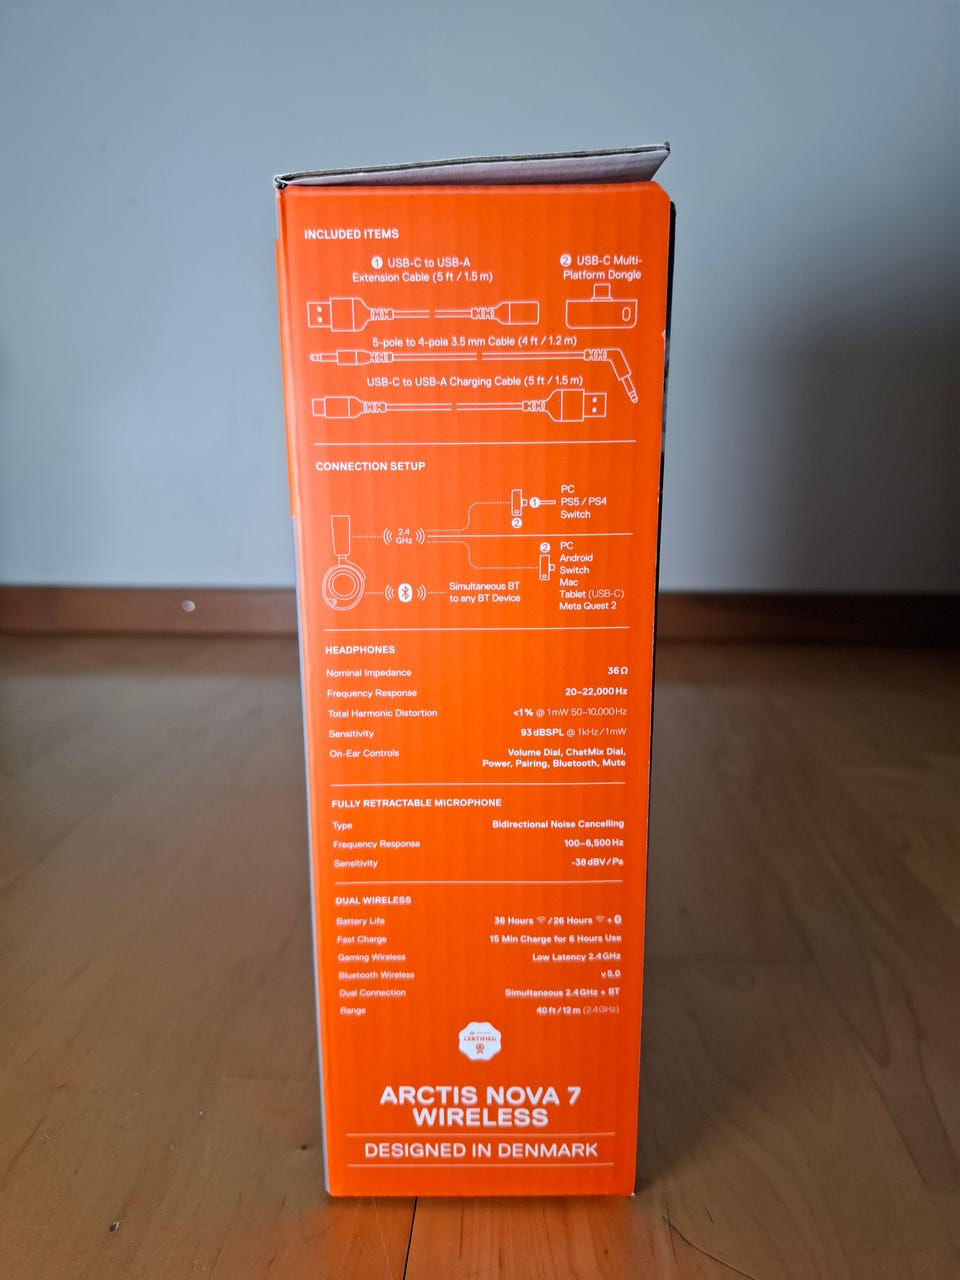 INCLUDED ITEMS
1 USB-C to USB-A
Extension Cable (5 ft / 1.5 m)
2 USB-C Multi-
Platform Dongle
5-pole to 4-pole 3.5 mm Cable (4 ft / 1.2 m)
USB-C to USB-A Charging Cable (5 ft / 1.5 m)
CONNECTION SETUP
2.4
GHz
1
2
PC
PS5 / PS4
Switch
2
PC
Android
Switch
Mac
Tablet (USB-C)
Meta Quest 2
Simultaneous BT
to any BT Device
HEADPHONES
Nominal Impedance 36 Ω
Frequency Response 20–22,000 Hz
Total Harmonic Distortion <1% @ 1mW 50–10,000 Hz
Sensitivity 93 dBSPL @ 1kHz / 1mW
On-Ear Controls Volume Dial, ChatMix Dial,
Power, Pairing, Bluetooth, Mute
FULLY RETRACTABLE MICROPHONE
Type Bidirectional Noise Cancelling
Frequency Response 100–6,500 Hz
Sensitivity -38 dBV / Pa
DUAL WIRELESS
Battery Life 38 Hours / 26 Hours +
Fast Charge 15 Min Charge for 6 Hours Use
Gaming Wireless Low Latency 2.4 GHz
Bluetooth Wireless v 5.0
Dual Connection Simultaneous 2.4GHz + BT
Range 40 ft / 12 m (2.4GHz)
CERTIFIED
ARCTIS NOVA 7
WIRELESS
DESIGNED IN DENMARK